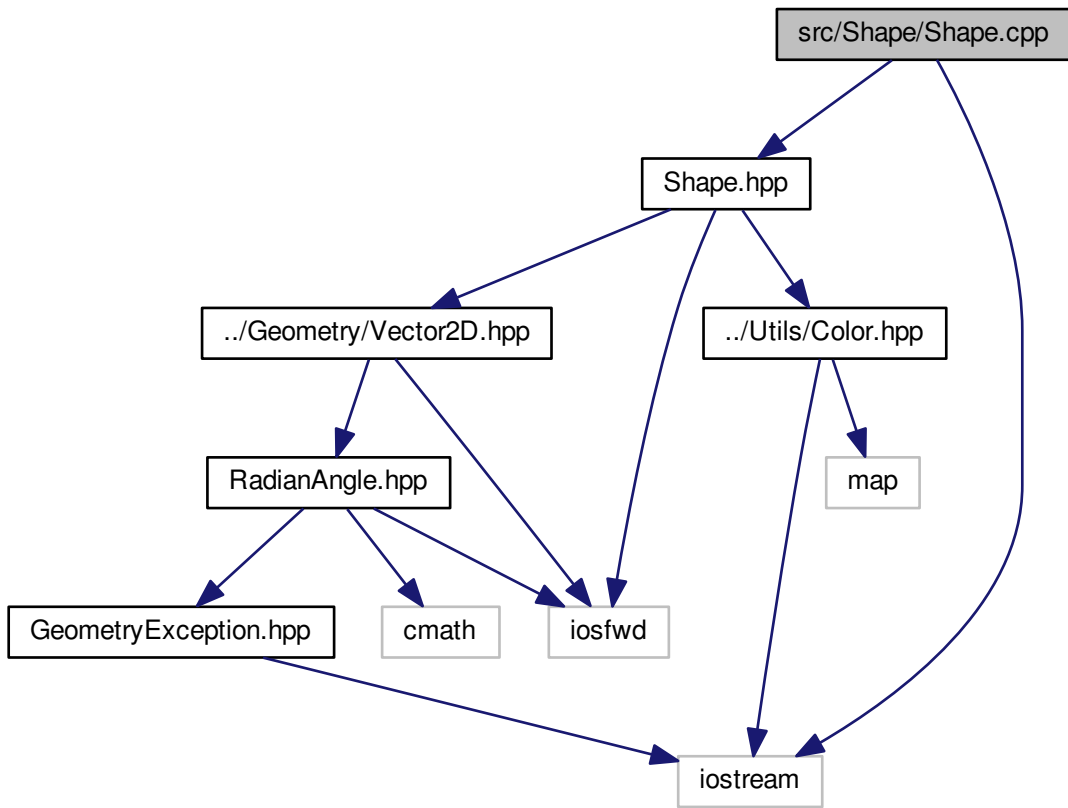 src/Shape/Shape.cpp
Shape.hpp
../Geometry/Vector2D.hpp
../Utils/Color.hpp
RadianAngle.hpp
map
GeometryException.hpp
cmath
iosfwd
iostream